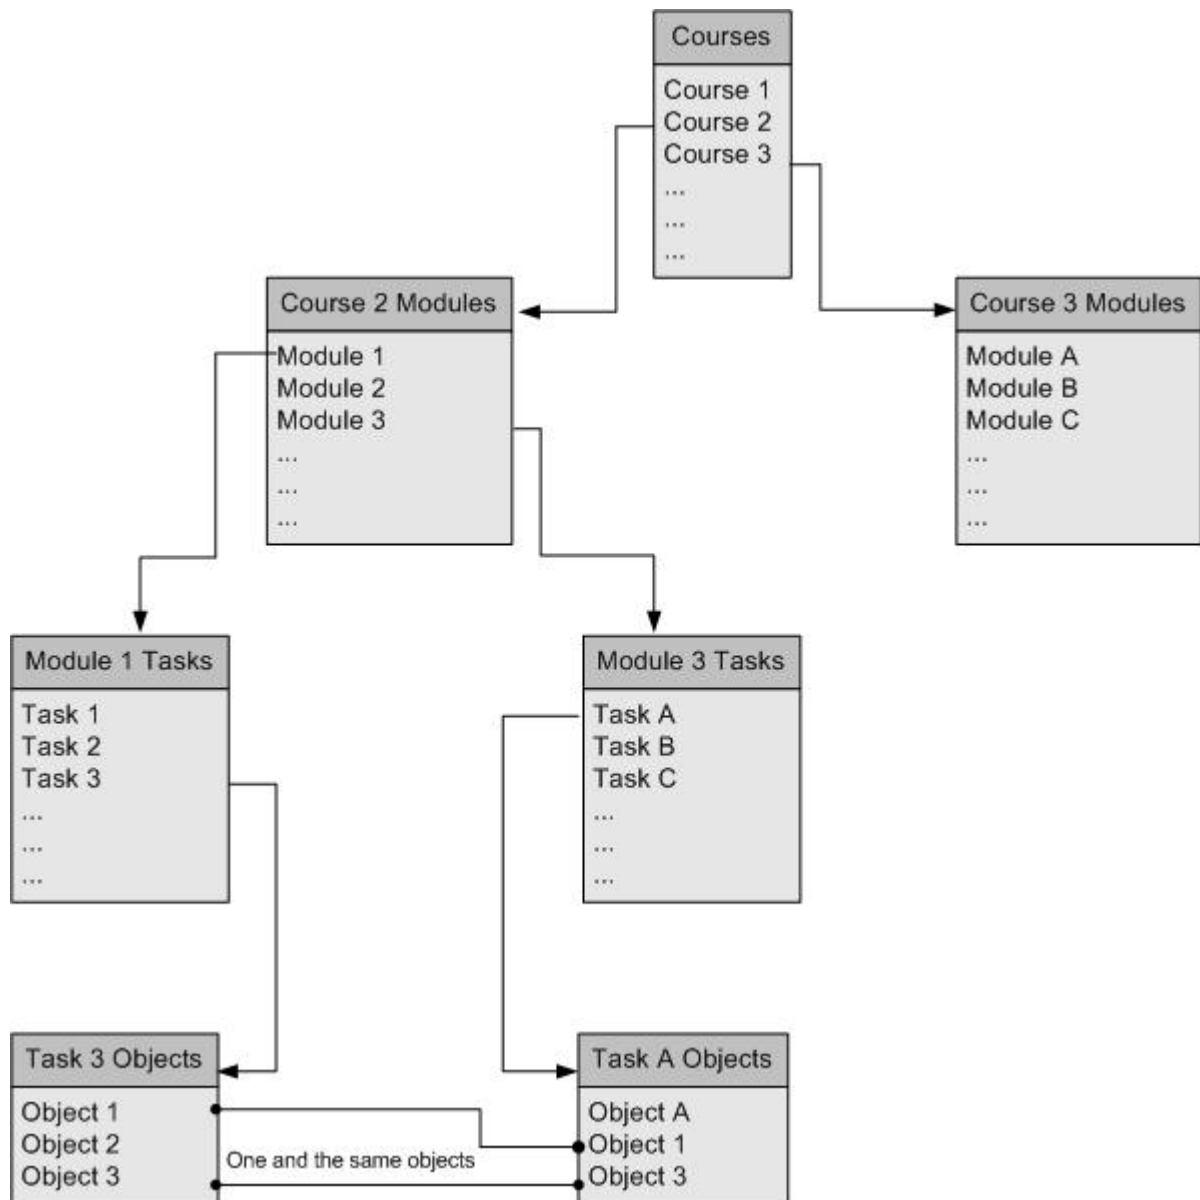 Courses
Course 1
Course 2
Course 3
...
...
...
Course 2 Modules
Module 1
Module 2
Module 3
...
...
...
Course 3 Modules
Module A
Module B
Module C
...
...
...
Module 1 Tasks
Task 1
Task 2
Task 3
...
...
...
Module 3 Tasks
Task A
Task B
Task C
...
...
...
Task 3 Objects
Object 1
Object 2
Object 3
One and the same objects
Task A Objects
Object A
Object 1
Object 3